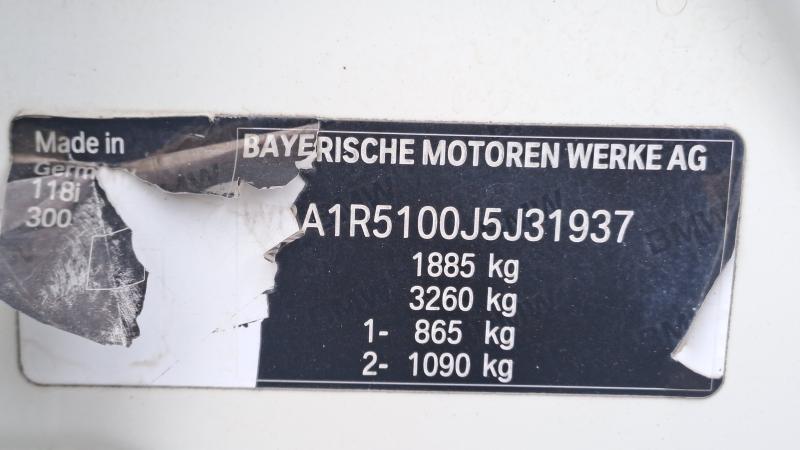 Made in
Germany
118i
300
BAYERISCHE MOTOREN WERKE AG
A1R5100J5J31937
1885 kg
3260 kg
1- 865 kg
2- 1090 kg